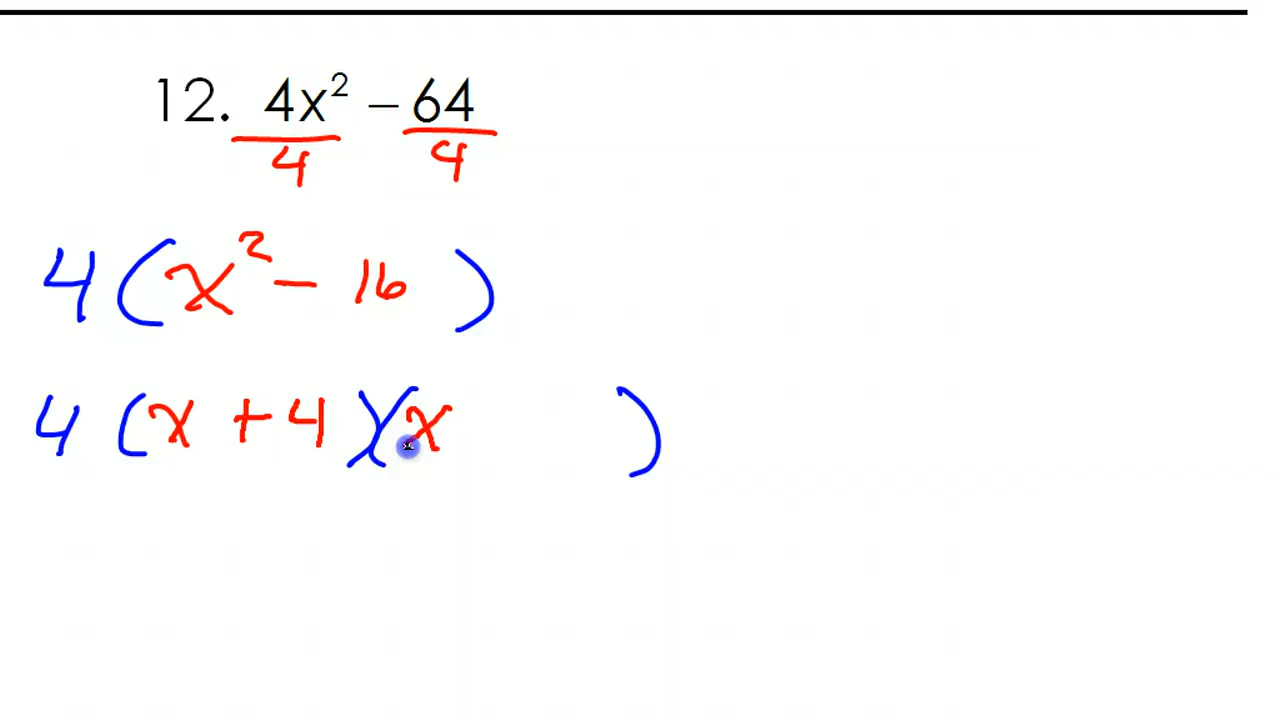 12. 4x² – 64
4 4
4 ( x² - 16 )
4 ( x + 4 )( x )